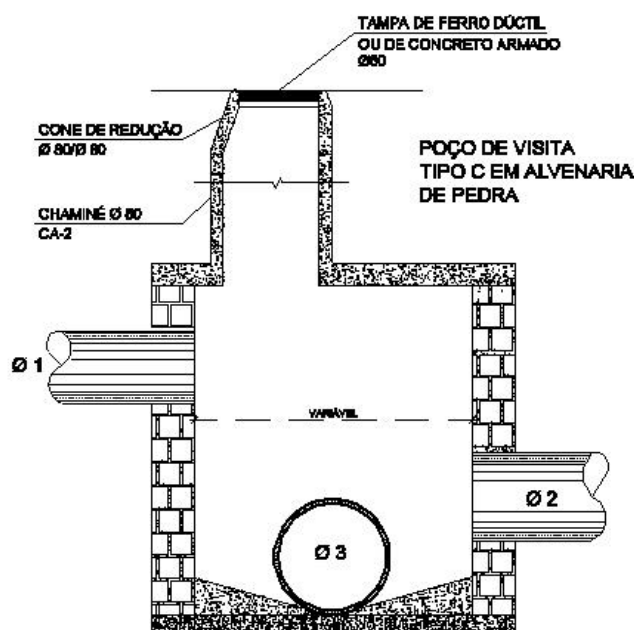 TAMPA DE FERRO DÚCTIL
OU DE CONCRETO ARMADO
Ø60
CONE DE REDUÇÃO
Ø 80/Ø 60
POÇO DE VISITA
TIPO C EM ALVENARIA
DE PEDRA
CHAMINÉ Ø 80
CA-2
Ø 1
VARIÁVEL
Ø 2
Ø 3